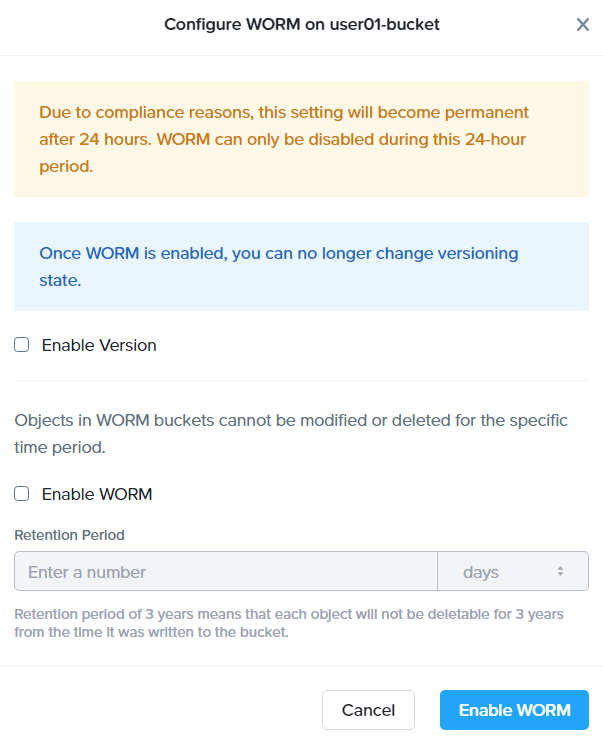 Configure WORM on user01-bucket
Due to compliance reasons, this setting will become permanent
after 24 hours. WORM can only be disabled during this 24-hour
period.
Once WORM is enabled, you can no longer change versioning
state.
Enable Version
Objects in WORM buckets cannot be modified or deleted for the specific
time period.
Enable WORM
Retention Period
Enter a number
days
Retention period of 3 years means that each object will not be deletable for 3 years
from the time it was written to the bucket.
Cancel
Enable WORM